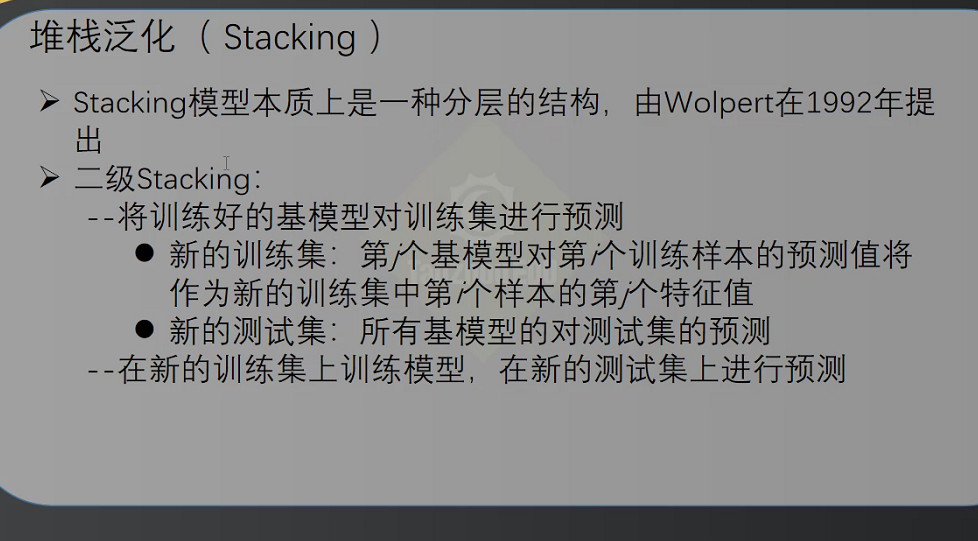 堆栈泛化（ Stacking ）
➢ Stacking模型本质上是一种分层的结构，由Wolpert在1992年提
出
➢ 二级Stacking：
--将训练好的基模型对训练集进行预测
● 新的训练集：第j个基模型对第i个训练样本的预测值将
作为新的训练集中第i个样本的第j个特征值
● 新的测试集：所有基模型的对测试集的预测
--在新的训练集上训练模型，在新的测试集上进行预测